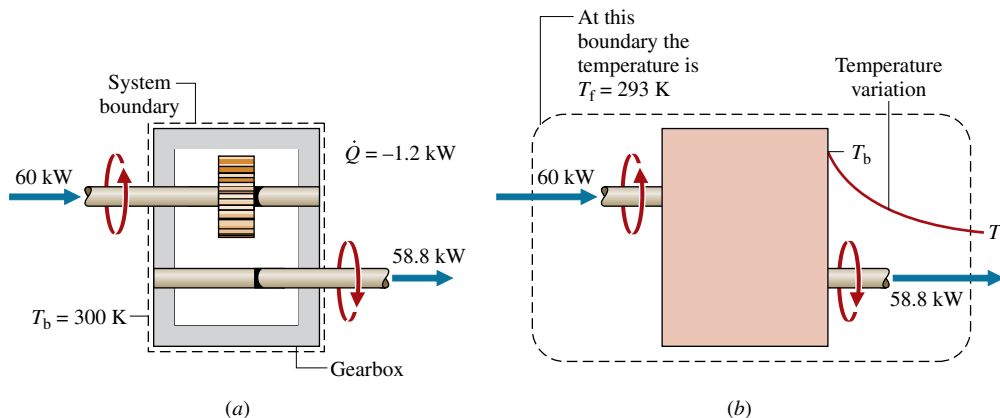 System
boundary
60 kW
Q̇ = –1.2 kW
58.8 kW
T_b = 300 K
Gearbox
(a)
At this
boundary the
temperature is
T_f = 293 K
Temperature
variation
T_b
60 kW
T
58.8 kW
(b)